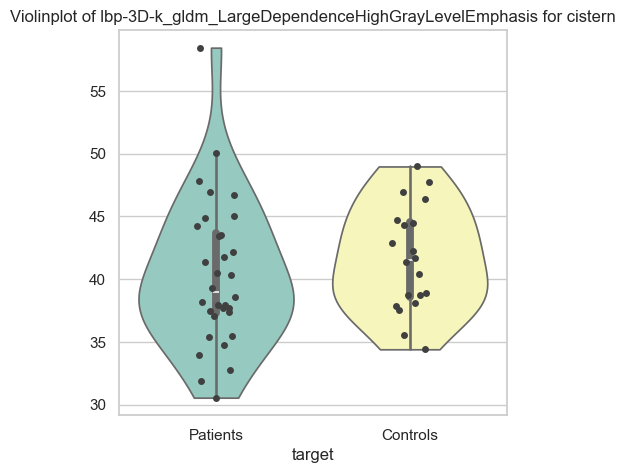 Violinplot of lbp-3D-k_gldm_LargeDependenceHighGrayLevelEmphasis for cistern
55
50
45
40
35
30
Patients Controls
target